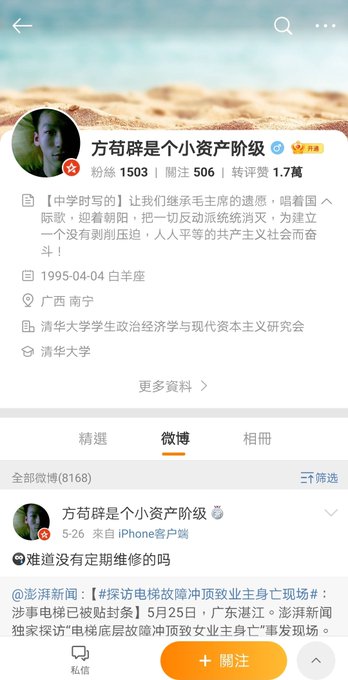 方苟辟是个小资产阶级 开通
粉絲 1503 | 關注 506 | 转评赞 1.7萬
【中学时写的】让我们继承毛主席的遗愿，唱着国
际歌，迎着朝阳，把一切反动派统统消灭，为建立
一个没有剥削压迫，人人平等的共产主义社会而奋
斗！
1995-04-04 白羊座
广西 南宁
清华大学学生政治经济学与现代资本主义研究会
清华大学
更多資料
精選 微博 相冊
全部微博(8168) 筛选
方苟辟是个小资产阶级
5-26 來自 iPhone客户端
难道没有定期维修的吗
@澎湃新闻：【#探访电梯故障冲顶致业主身亡现场#：
涉事电梯已被贴封条】5月25日，广东湛江。澎湃新闻
独家探访“电梯底层故障冲顶致女业主身亡”事发现场。
私信 + 關注